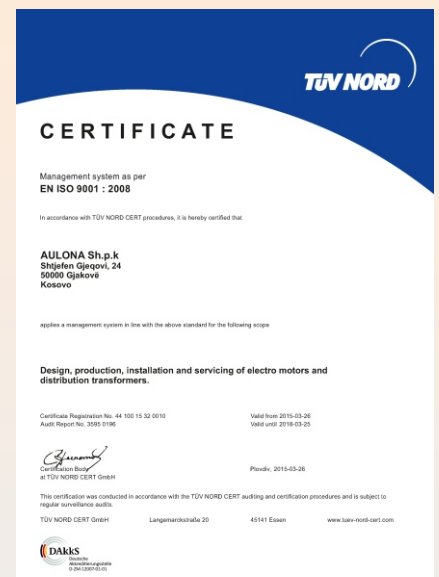 TÜV NORD
CERTIFICATE
Management system as per
EN ISO 9001 : 2008
In accordance with TÜV NORD CERT procedures, it is hereby certified that
AULONA Sh.p.k
Shtjefen Gjeqovi, 24
50000 Gjakovë
Kosovo
applies a management system in line with the above standard for the following scope
Design, production, installation and servicing of electro motors and
distribution transformers.
Certificate Registration No. 44 100 15 32 0010
Audit Report No. 3595 0196
Valid from 2015-03-26
Valid until 2018-03-25
Certification Body
at TÜV NORD CERT GmbH
Plovdiv, 2015-03-26
This certification was conducted in accordance with the TÜV NORD CERT auditing and certification procedures and is subject to
regular surveillance audits.
TÜV NORD CERT GmbH Langemarckstraße 20 45141 Essen www.tuev-nord-cert.com
DAkkS
Deutsche
Akkreditierungsstelle
D-ZM-12007-01-01